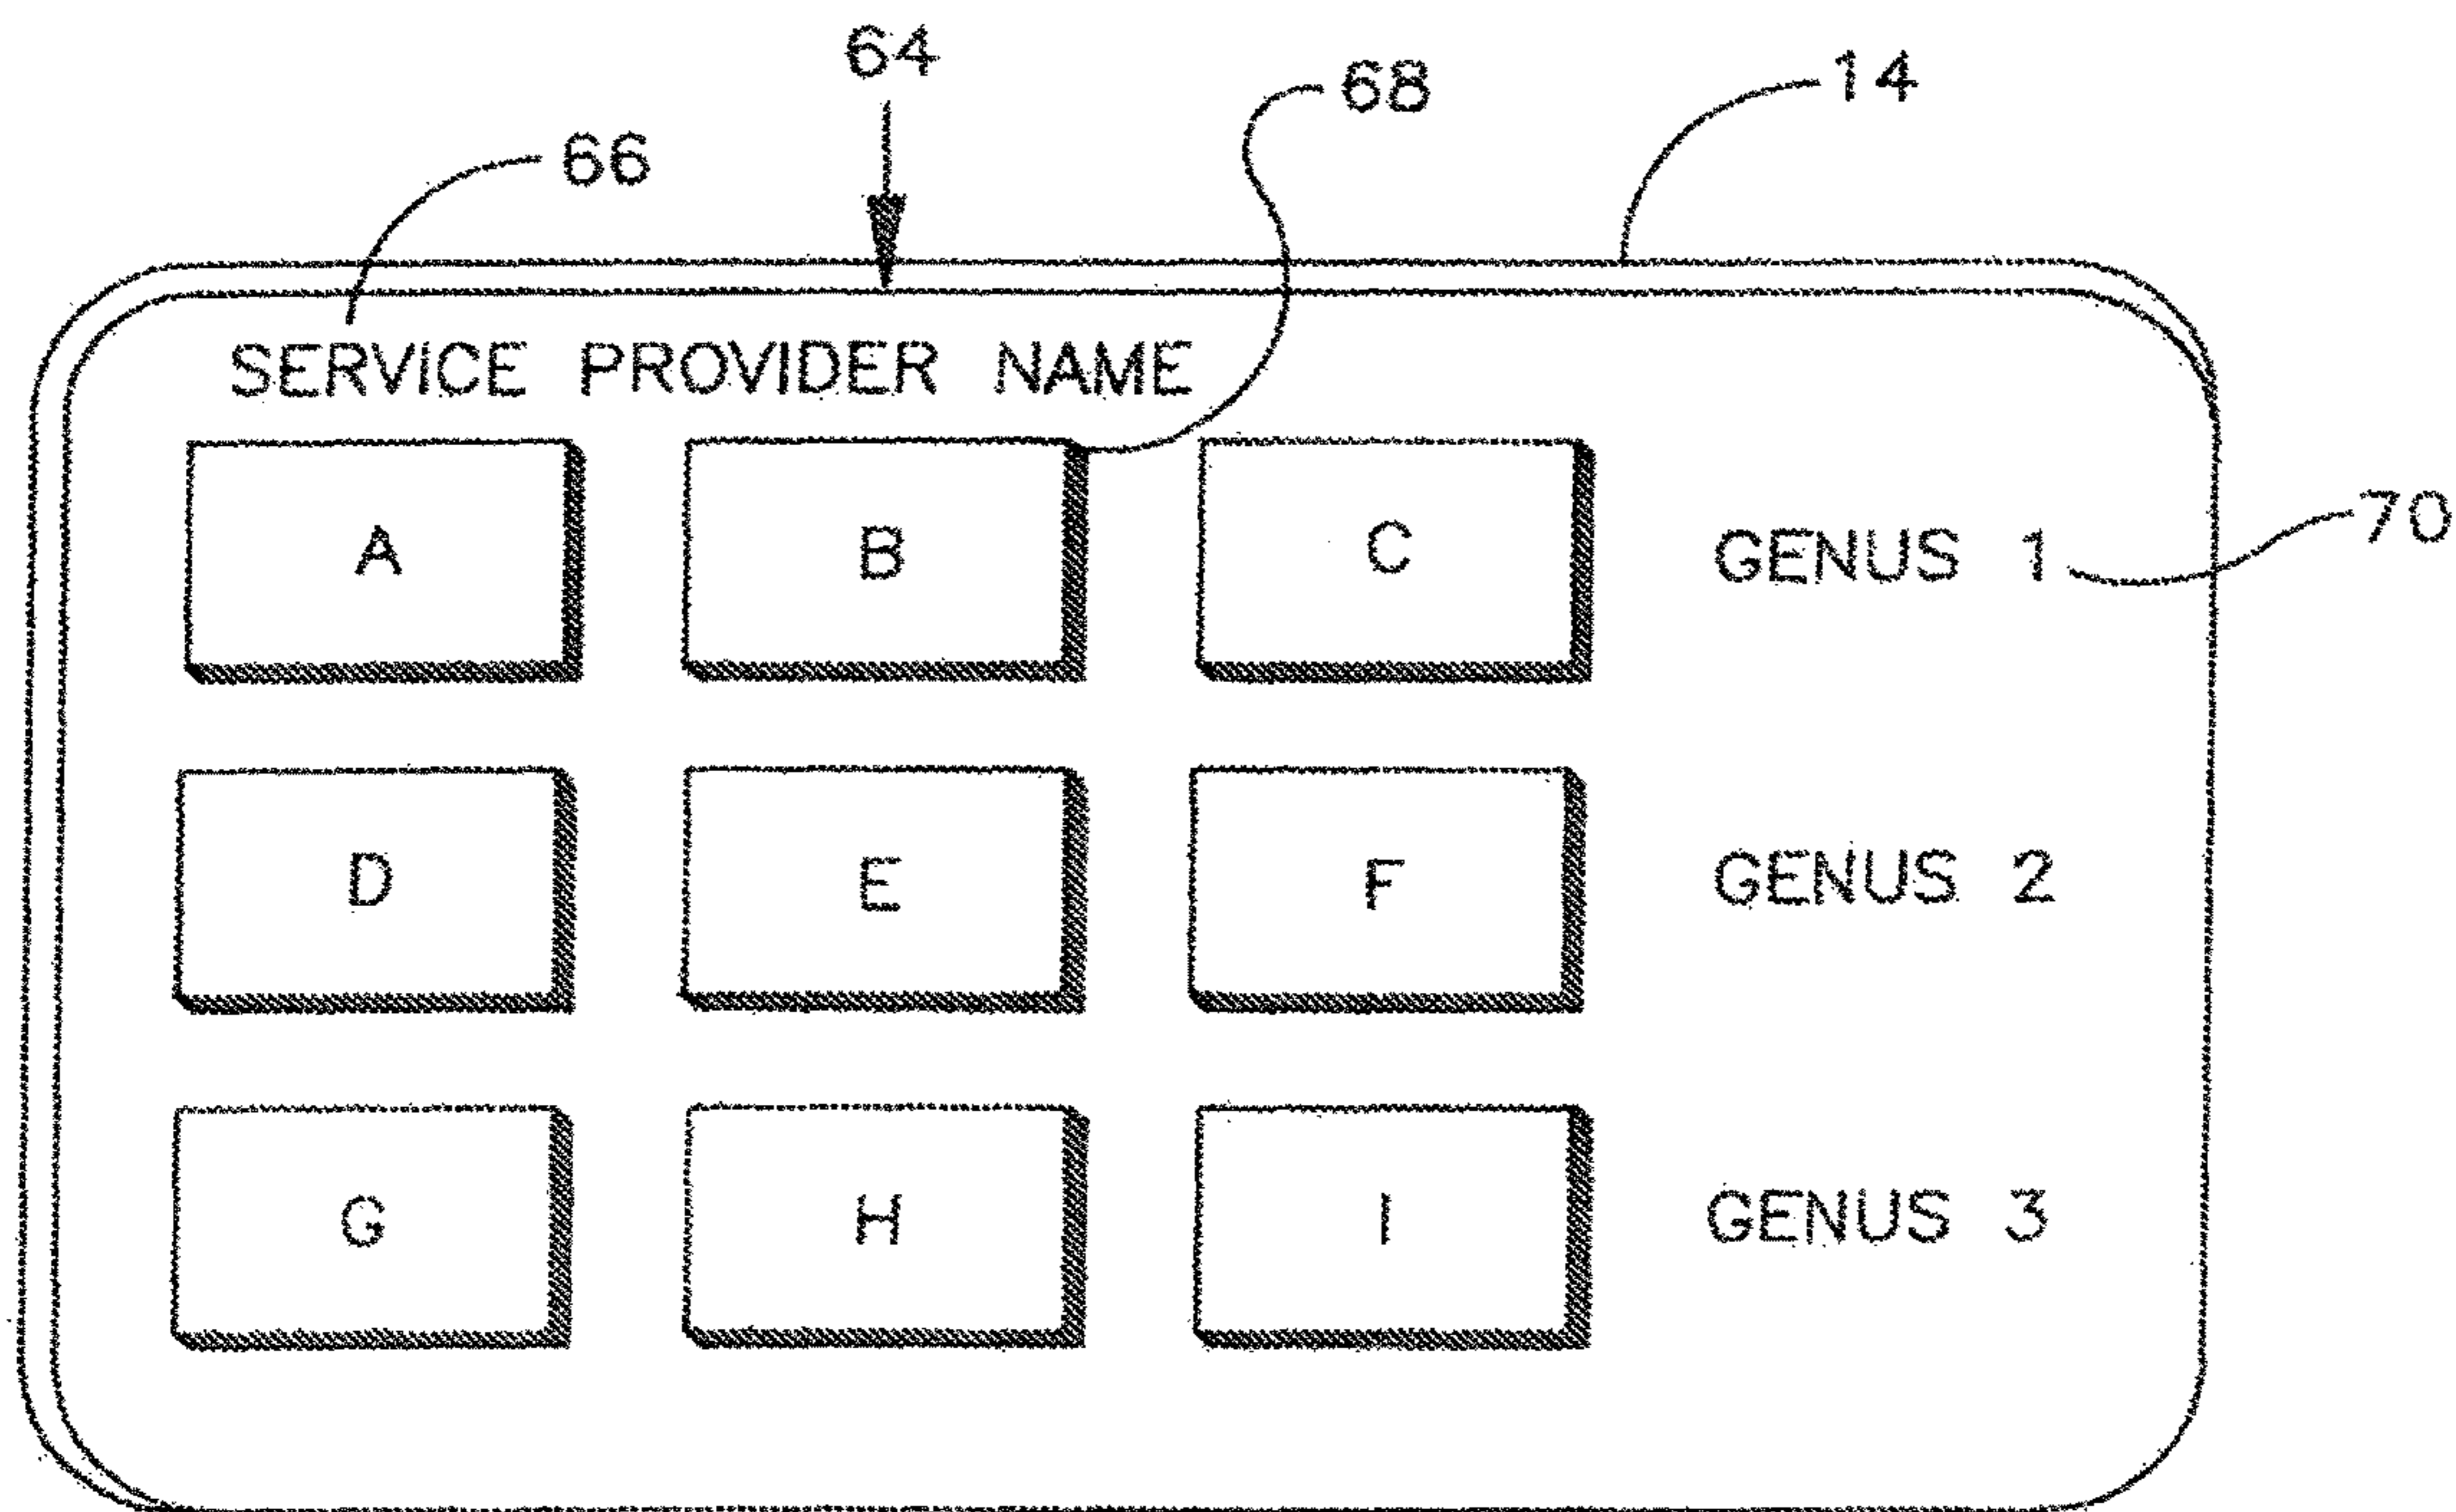 64
68
14
66
SERVICE PROVIDER NAME
A B C GENUS 1
70
D E F GENUS 2
G H I GENUS 3